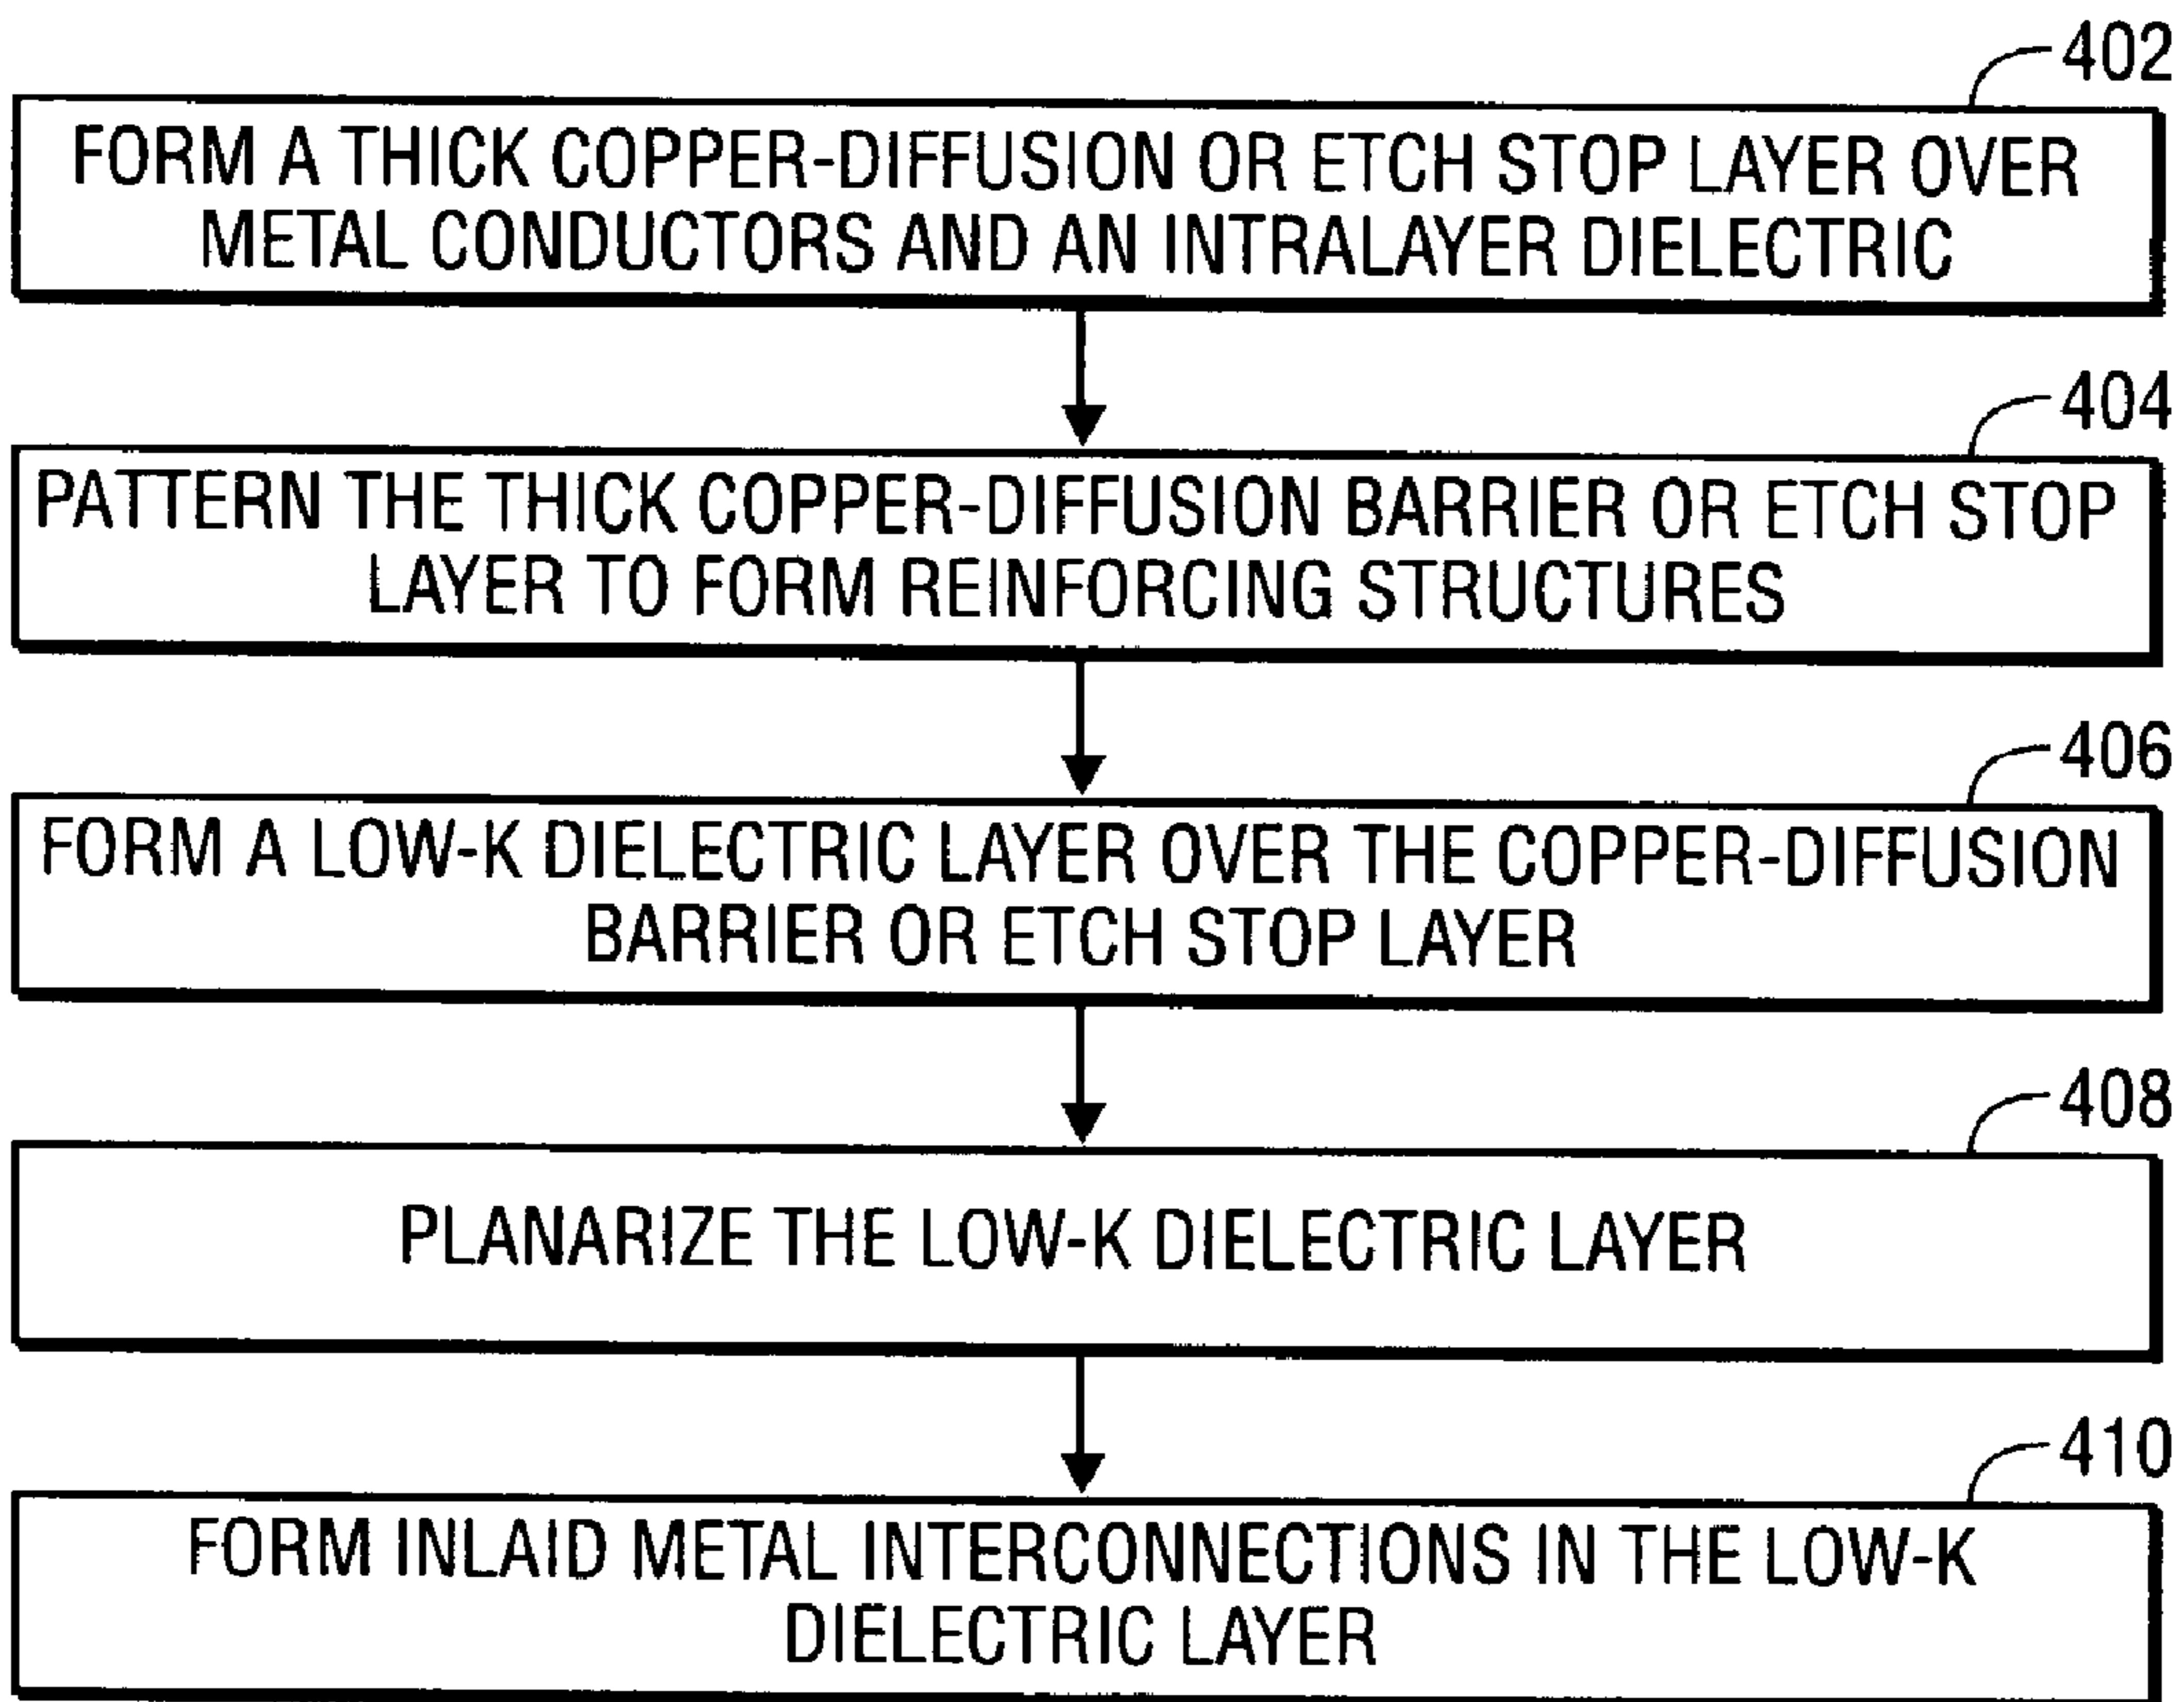 402
FORM A THICK COPPER-DIFFUSION OR ETCH STOP LAYER OVER
METAL CONDUCTORS AND AN INTRALAYER DIELECTRIC
404
PATTERN THE THICK COPPER-DIFFUSION BARRIER OR ETCH STOP
LAYER TO FORM REINFORCING STRUCTURES
406
FORM A LOW-K DIELECTRIC LAYER OVER THE COPPER-DIFFUSION
BARRIER OR ETCH STOP LAYER
408
PLANARIZE THE LOW-K DIELECTRIC LAYER
410
FORM INLAID METAL INTERCONNECTIONS IN THE LOW-K
DIELECTRIC LAYER